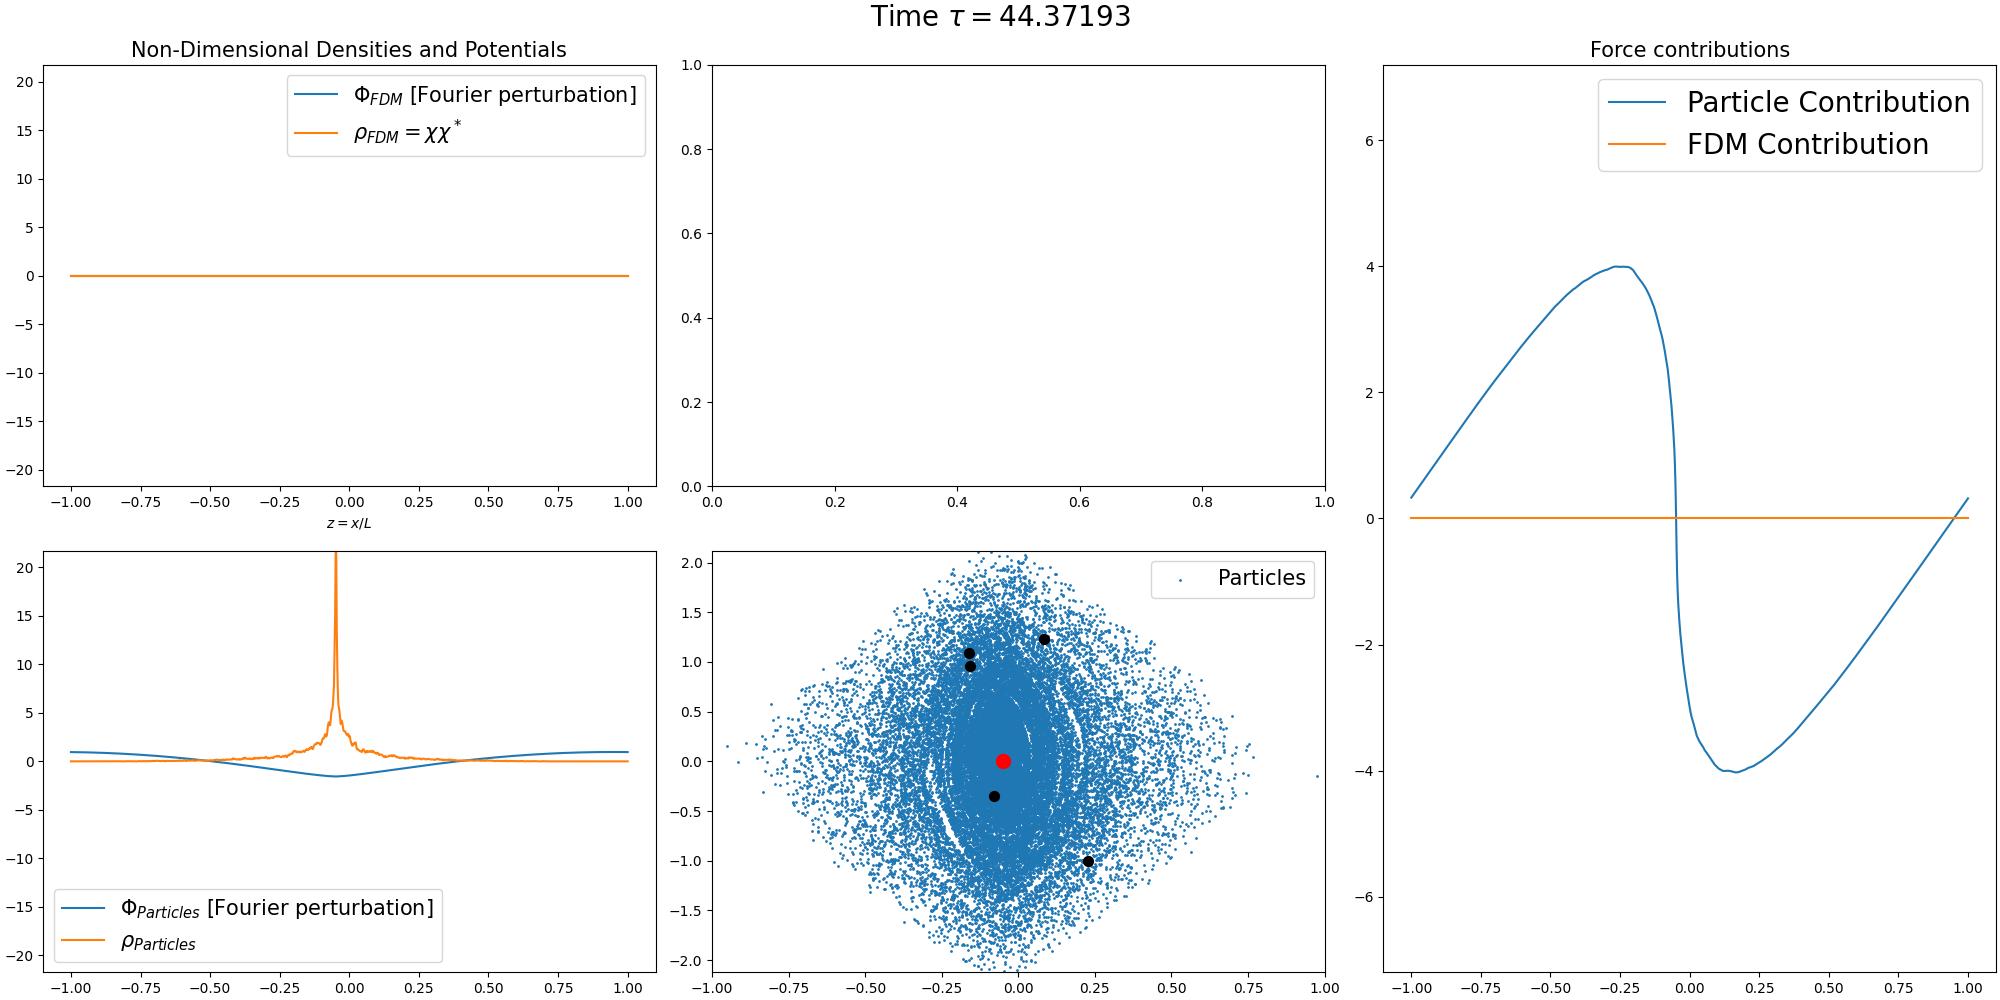 Time τ = 44.37193
Non-Dimensional Densities and Potentials
20
15
10
5
0
−5
−10
−15
−20
Φ_FDM [Fourier perturbation]
ρ_FDM = χχ*
−1.00 −0.75 −0.50 −0.25 0.00 0.25 0.50 0.75 1.00
z = x/L
1.0
0.8
0.6
0.4
0.2
0.0
0.0 0.2 0.4 0.6 0.8 1.0
Force contributions
Particle Contribution
FDM Contribution
6
4
2
0
−2
−4
−6
−1.00 −0.75 −0.50 −0.25 0.00 0.25 0.50 0.75 1.00
20
15
10
5
0
−5
−10
−15
−20
Φ_Particles [Fourier perturbation]
ρ_Particles
−1.00 −0.75 −0.50 −0.25 0.00 0.25 0.50 0.75 1.00
Particles
2.0
1.5
1.0
0.5
0.0
−0.5
−1.0
−1.5
−2.0
−1.00 −0.75 −0.50 −0.25 0.00 0.25 0.50 0.75 1.00